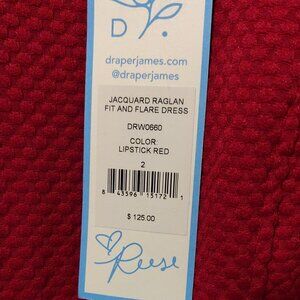 D
draperjames.com
@draperjames
JACQUARD RAGLAN
FIT AND FLARE DRESS
DRW0660
COLOR:
LIPSTICK RED
2
8 43596 15172 1
$ 125.00
Reese